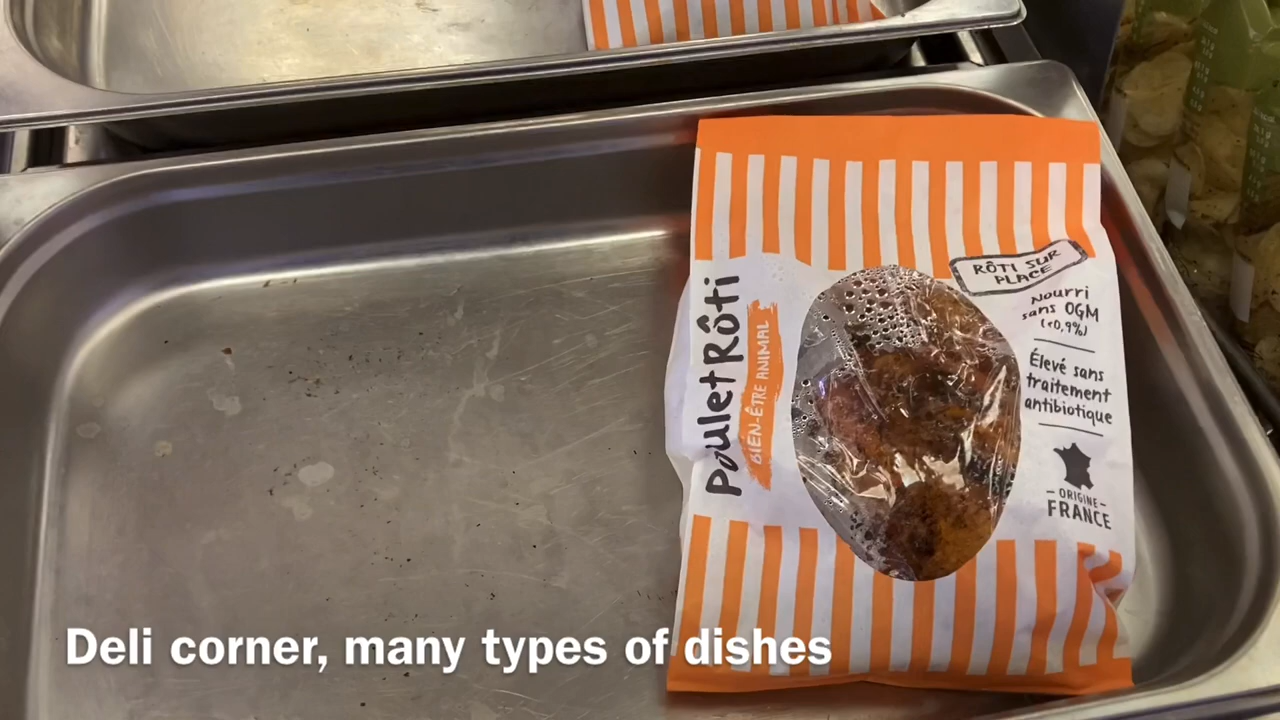 RÔTI SUR
PLACE
Nourri
sans OGM
(<0,9%)
Élevé sans
traitement
antibiotique
ORIGINE
FRANCE
Poulet Rôti
BIEN-ÊTRE ANIMAL
Deli corner, many types of dishes